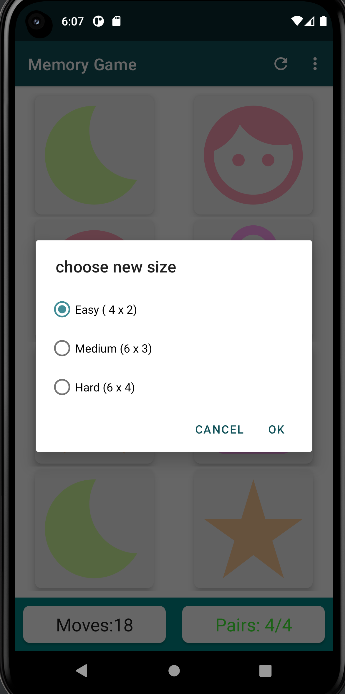 6:07
Memory Game
choose new size
Easy ( 4 x 2)
Medium (6 x 3)
Hard (6 x 4)
CANCEL OK
Moves:18 Pairs: 4/4